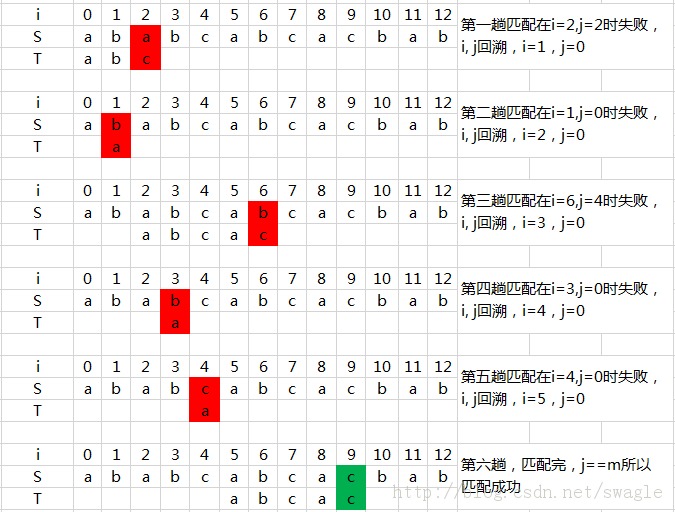 i 0 1 2 3 4 5 6 7 8 9 10 11 12
S a b a b c a b c a c b a b
T a b c
第一趟匹配在i=2,j=2时失败，
i, j回溯，i=1，j=0
i 0 1 2 3 4 5 6 7 8 9 10 11 12
S a b a b c a b c a c b a b
T a
第二趟匹配在i=1,j=0时失败，
i, j回溯，i=2，j=0
i 0 1 2 3 4 5 6 7 8 9 10 11 12
S a b a b c a b c a c b a b
T a b c a c
第三趟匹配在i=6,j=4时失败，
i, j回溯，i=3，j=0
i 0 1 2 3 4 5 6 7 8 9 10 11 12
S a b a b c a b c a c b a b
T a
第四趟匹配在i=3,j=0时失败，
i, j回溯，i=4，j=0
i 0 1 2 3 4 5 6 7 8 9 10 11 12
S a b a b c a b c a c b a b
T a
第五趟匹配在i=4,j=0时失败，
i, j回溯，i=5，j=0
i 0 1 2 3 4 5 6 7 8 9 10 11 12
S a b a b c a b c a c b a b
T a b c a c
第六趟，匹配完，j==m所以
匹配成功
http://blog.csdn.net/swagle